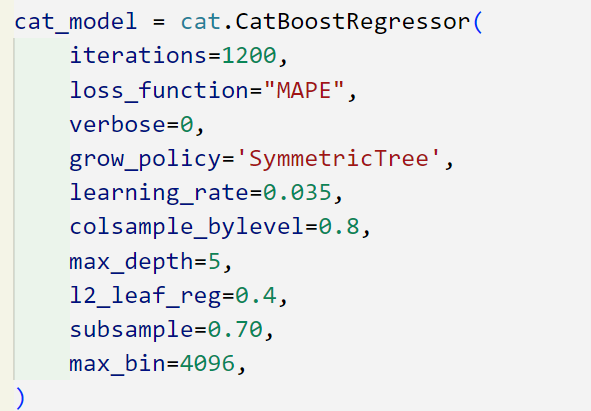 cat_model = cat.CatBoostRegressor(
    iterations=1200,
    loss_function="MAPE",
    verbose=0,
    grow_policy='SymmetricTree',
    learning_rate=0.035,
    colsample_bylevel=0.8,
    max_depth=5,
    l2_leaf_reg=0.4,
    subsample=0.70,
    max_bin=4096,
)